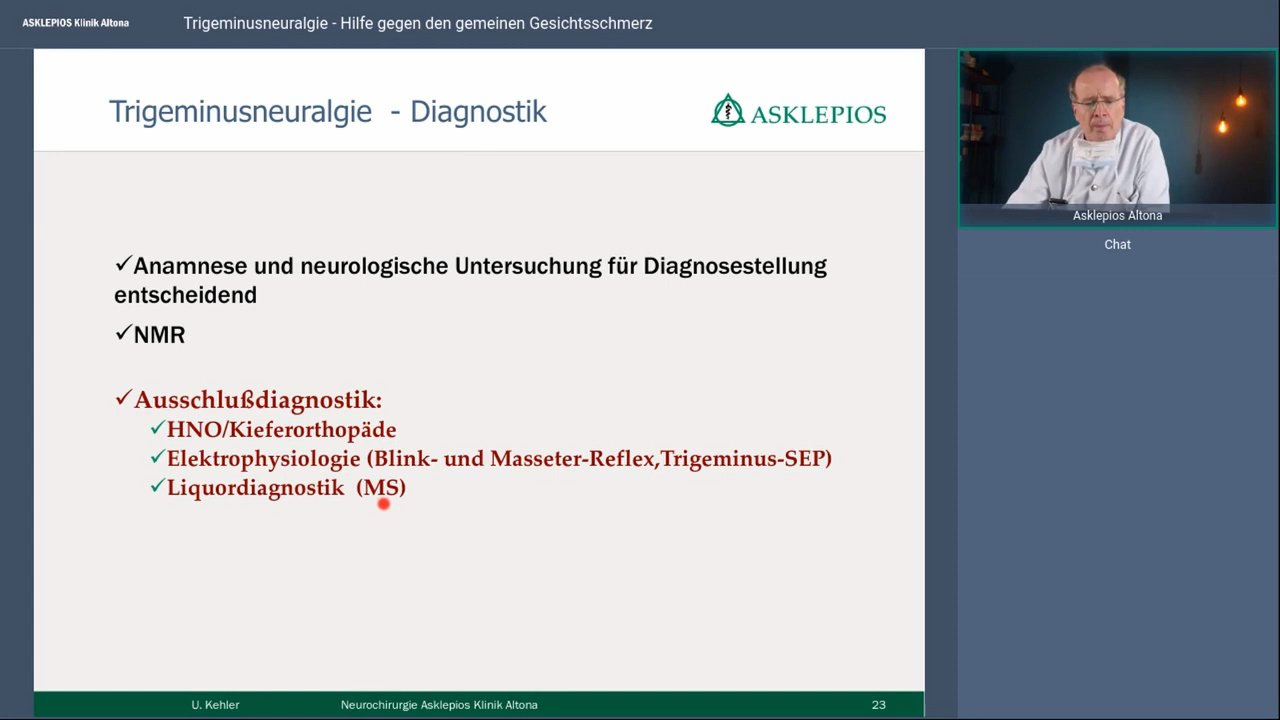 ASKLEPIOS Klinik Altona
Trigeminusneuralgie - Hilfe gegen den gemeinen Gesichtsschmerz
Trigeminusneuralgie - Diagnostik
ASKLEPIOS
✓Anamnese und neurologische Untersuchung für Diagnosestellung
entscheidend
✓NMR
✓Ausschlußdiagnostik:
✓HNO/Kieferorthopäde
✓Elektrophysiologie (Blink- und Masseter-Reflex,Trigeminus-SEP)
✓Liquordiagnostik (MS)
Asklepios Altona
Chat
U. Kehler Neurochirurgie Asklepios Klinik Altona 23